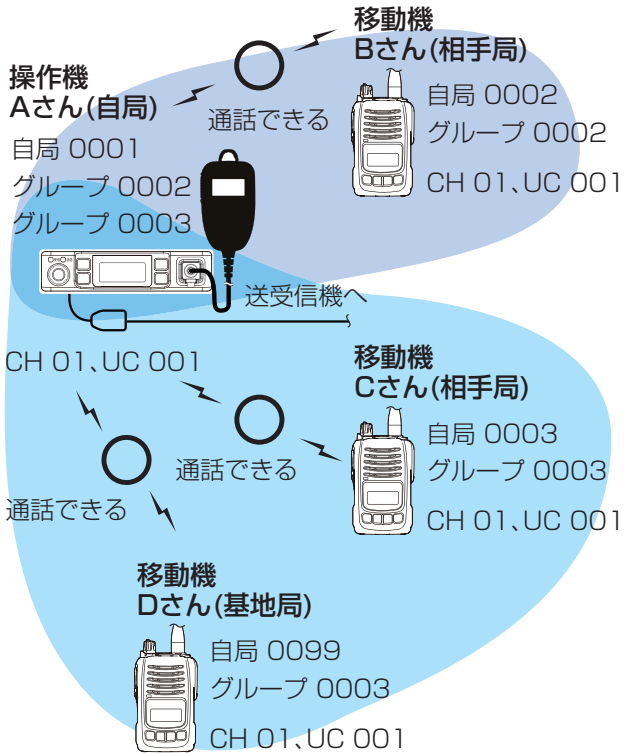 移動機
Bさん(相手局)
自局 0002
グループ 0002
CH 01、UC 001
通話できる
操作機
Aさん(自局)
自局 0001
グループ 0002
グループ 0003
送受信機へ
CH 01、UC 001
移動機
Cさん(相手局)
自局 0003
グループ 0003
CH 01、UC 001
通話できる
通話できる
移動機
Dさん(基地局)
自局 0099
グループ 0003
CH 01、UC 001